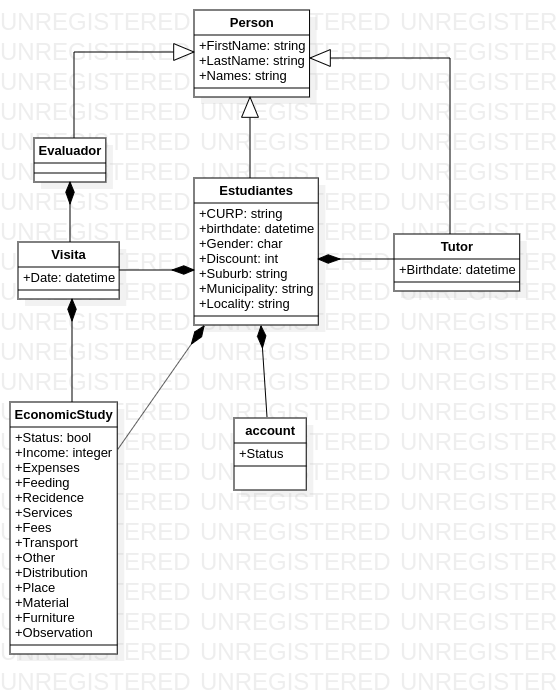 Person
+FirstName: string
+LastName: string
+Names: string
Evaluador
Estudiantes
+CURP: string
+birthdate: datetime
+Gender: char
+Discount: int
+Suburb: string
+Municipality: string
+Locality: string
Visita
+Date: datetime
Tutor
+Birthdate: datetime
EconomicStudy
+Status: bool
+Income: integer
+Expenses
+Feeding
+Recidence
+Services
+Fees
+Transport
+Other
+Distribution
+Place
+Material
+Furniture
+Observation
account
+Status
UNREGISTERED